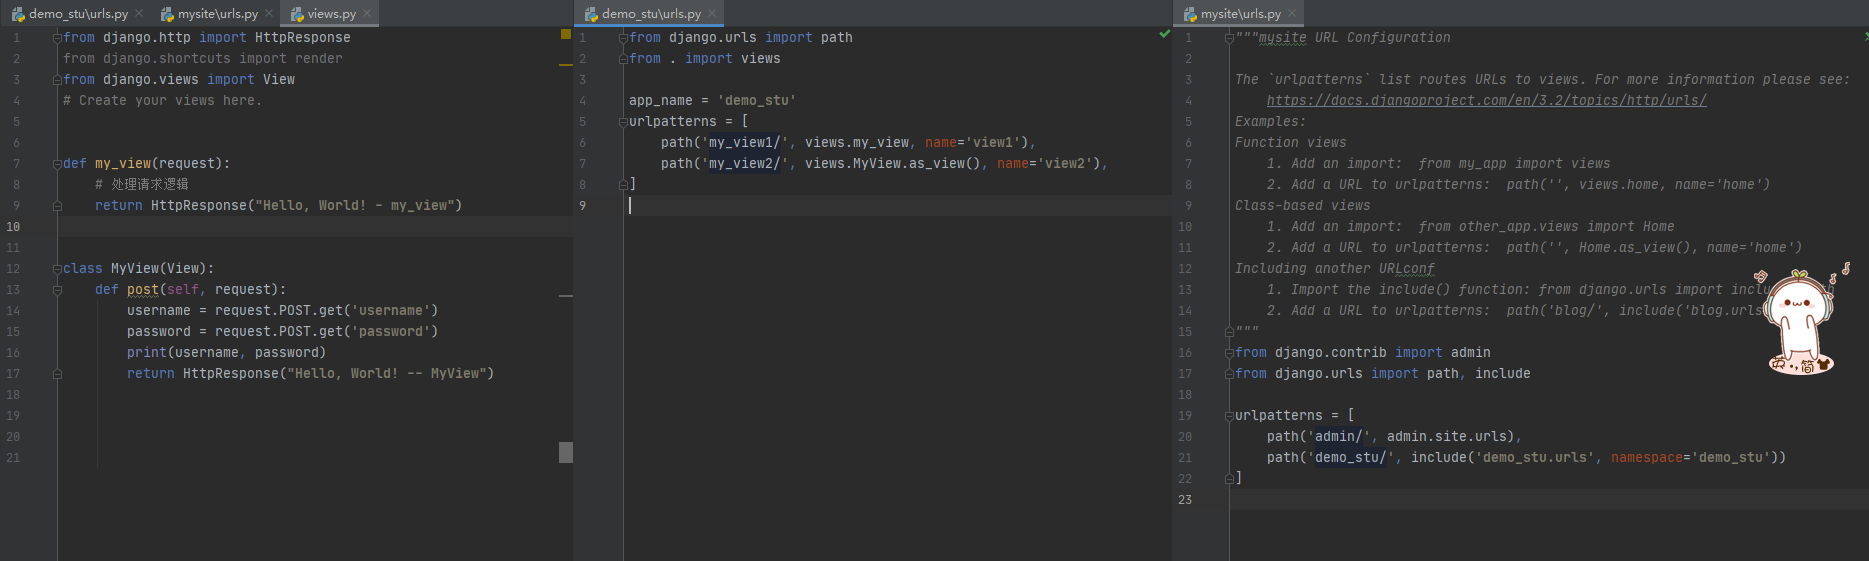 demo_stu\urls.py
mysite\urls.py
views.py
1 from django.http import HttpResponse
2 from django.shortcuts import render
3 from django.views import View
4 # Create your views here.
5
6
7 def my_view(request):
8 # 处理请求逻辑
9 return HttpResponse("Hello, World! - my_view")
10
11
12 class MyView(View):
13 def post(self, request):
14 username = request.POST.get('username')
15 password = request.POST.get('password')
16 print(username, password)
17 return HttpResponse("Hello, World! -- MyView")
18
19
20
21
demo_stu\urls.py
1 from django.urls import path
2 from . import views
3
4 app_name = 'demo_stu'
5 urlpatterns = [
6 path('my_view1/', views.my_view, name='view1'),
7 path('my_view2/', views.MyView.as_view(), name='view2'),
8 ]
9
mysite\urls.py
1 """mysite URL Configuration
2
3 The `urlpatterns` list routes URLs to views. For more information please see:
4 https://docs.djangoproject.com/en/3.2/topics/http/urls/
5 Examples:
6 Function views
7 1. Add an import:  from my_app import views
8 2. Add a URL to urlpatterns:  path('', views.home, name='home')
9 Class-based views
10 1. Add an import:  from other_app.views import Home
11 2. Add a URL to urlpatterns:  path('', Home.as_view(), name='home')
12 Including another URLconf
13 1. Import the include() function: from django.urls import
14 2. Add a URL to urlpatterns:  path('blog/', include('blog.urls
15 """
16 from django.contrib import admin
17 from django.urls import path, include
18
19 urlpatterns = [
20 path('admin/', admin.site.urls),
21 path('demo_stu/', include('demo_stu.urls', namespace='demo_stu'))
22 ]
23
英 •, 简